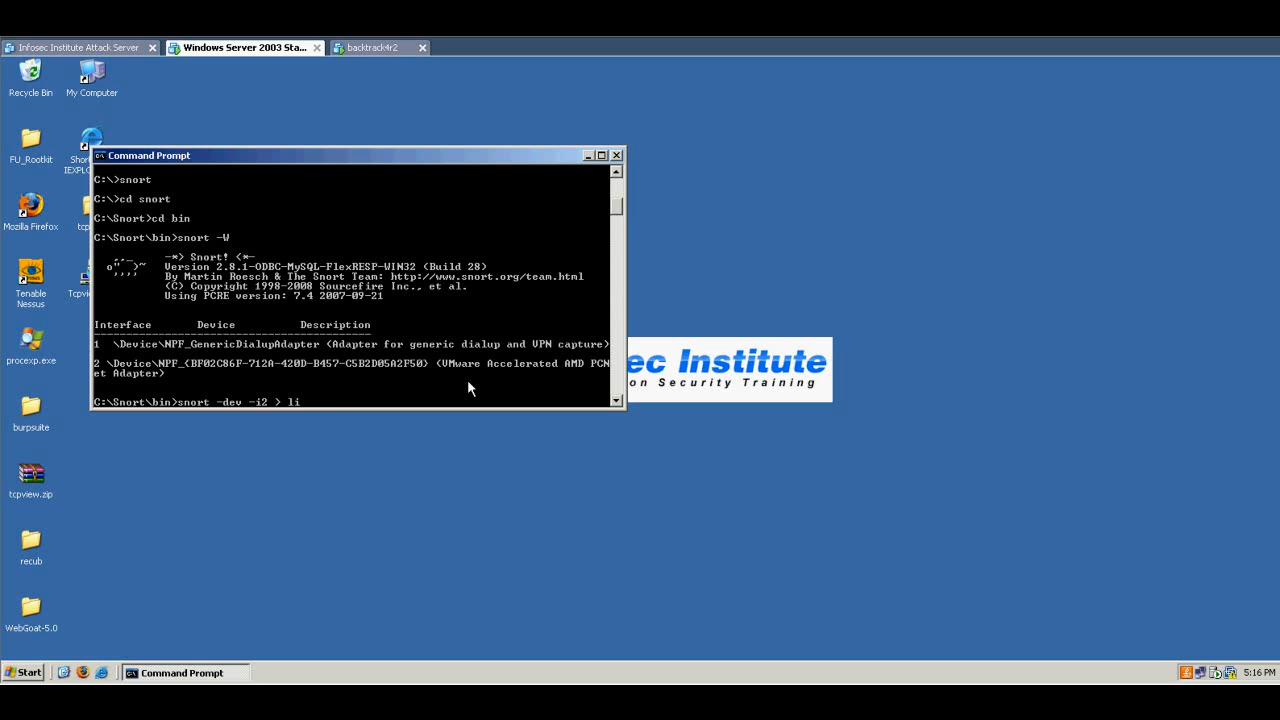 Infosec Institute Attack Server
Windows Server 2003 Sta...
backtrack4r2
Recycle Bin
My Computer
FU_Rootkit
Mozilla Firefox
Tenable
Nessus
procexp.exe
burpsuite
tcpview.zip
recub
WebGoat-5.0
Command Prompt
C:\>snort
C:\>cd snort
C:\Snort>cd bin
C:\Snort\bin>snort -W
,,_ -*> Snort! <*-
o" )~ Version 2.8.1-ODBC-MySQL-FlexRESP-WIN32 (Build 28)
'''' By Martin Roesch & The Snort Team: http://www.snort.org/team.html
(C) Copyright 1998-2008 Sourcefire Inc., et al.
Using PCRE version: 7.4 2007-09-21
Interface Device Description
-------------------------------------------
1 \Device\NPF_GenericDialupAdapter (Adapter for generic dialup and VPN capture)
2 \Device\NPF_{BF02C86F-712A-420D-B457-C5B2D05A2F50} (VMware Accelerated AMD PCN
et Adapter)
C:\Snort\bin>snort -dev -i2 > li
ec Institute
on Security Training
Start
Command Prompt
5:16 PM